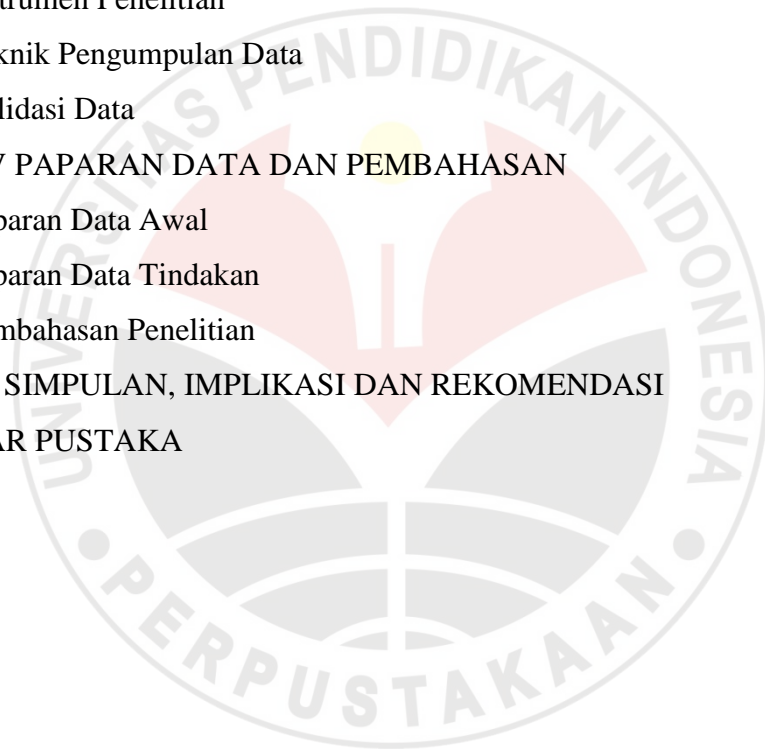 trumen Penelitian
knik Pengumpulan Data
lidasi Data
V PAPARAN DATA DAN PEMBAHASAN
paran Data Awal
paran Data Tindakan
mbahasan Penelitian
SIMPULAN, IMPLIKASI DAN REKOMENDASI
AR PUSTAKA
UNIVERSITAS PENDIDIKAN INDONESIA
PERPUSTAKAAN